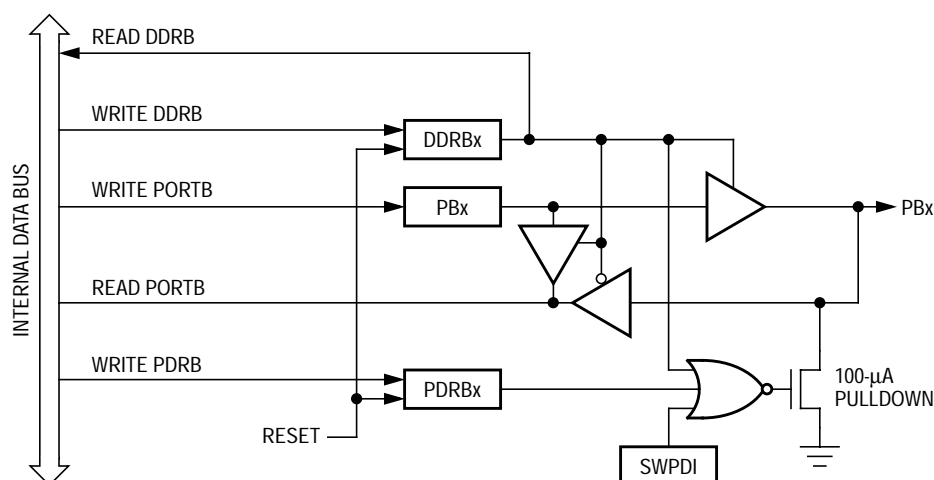 READ DDRB
WRITE DDRB
DDRBx
WRITE PORTB
PBx
PBx
INTERNAL DATA BUS
READ PORTB
WRITE PDRB
PDRBx
100-µA
PULLDOWN
RESET
SWPDI